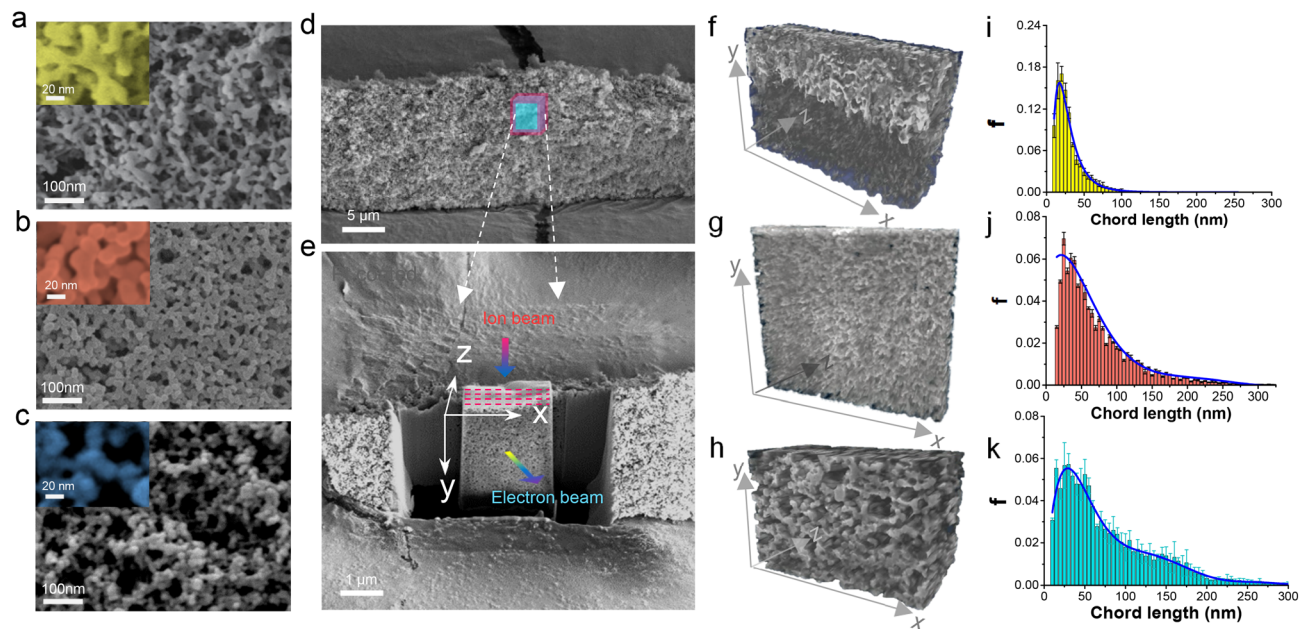 a
20 nm
100nm
b
20 nm
100nm
c
20 nm
100nm
d
5 µm
e
Ion beam
z
x
y
Electron beam
1 µm
f
y
z
x
g
y
z
x
h
y
z
x
i
f
0.24
0.18
0.12
0.06
0.00
0 50 100 150 200 250 300
Chord length (nm)
j
f
0.08
0.06
0.04
0.02
0.00
0 50 100 150 200 250 300
Chord length (nm)
k
f
0.08
0.06
0.04
0.02
0.00
0 50 100 150 200 250 300
Chord length (nm)